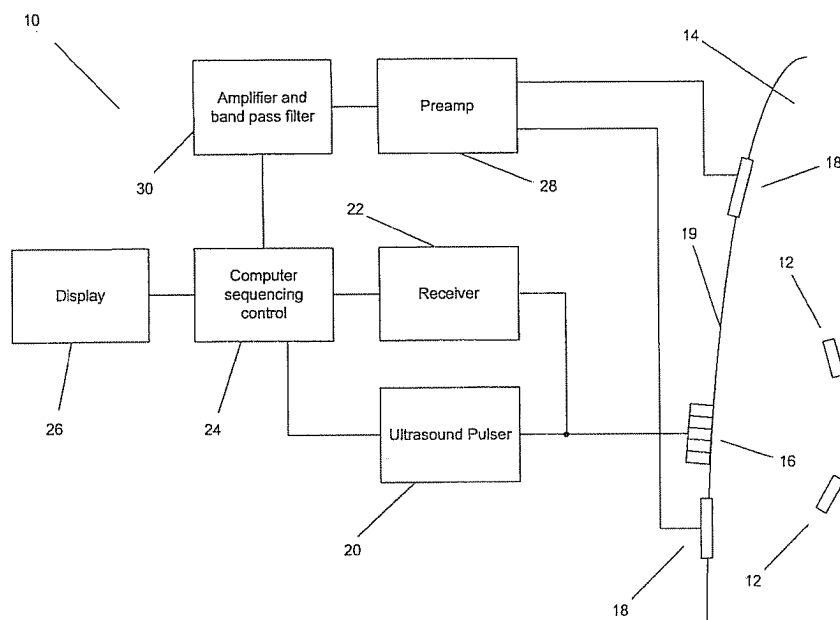 10
14
Amplifier and
band pass filter
Preamp
30
28
18
22
19
12
Display
Computer
sequencing
control
Receiver
26
24
Ultrasound Pulser
16
20
12
18